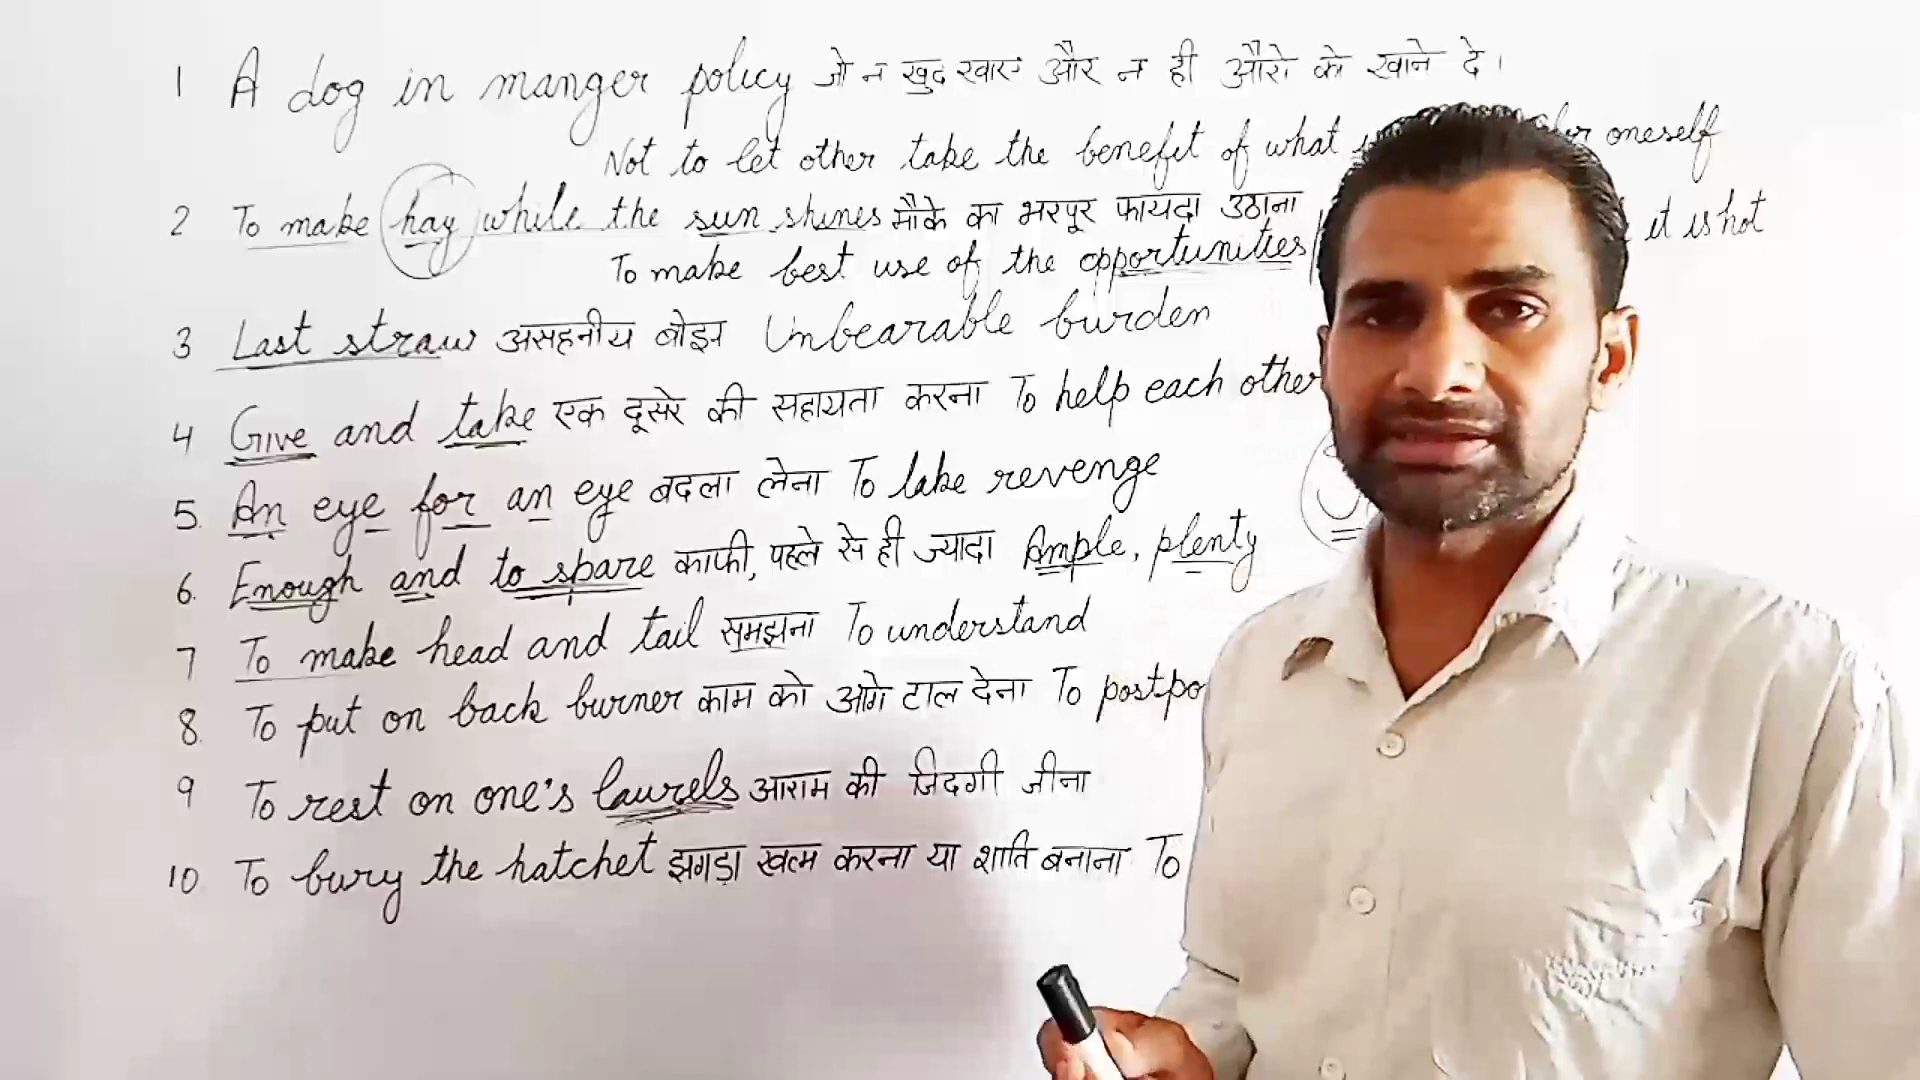 1 A dog in manger policy जो न खुद खाए और न ही औरो को खाने दे।
Not to let other take the benefit of what oneself
2 To make hay while the sun shines मौके का भरपूर फायदा उठाना
To make best use of the opportunities it is hot
3 Last straw असहनीय बोझ Unbearable burden
4 Give and take एक दूसरे की सहायता करना To help each other
5. An eye for an eye बदला लेना To take revenge
6. Enough and to spare काफी, पहले से ही ज्यादा Ample, plenty
7 To make head and tail समझना To understand
8. To put on back burner काम को आगे टाल देना To postpo
9 To rest on one's laurels आराम की जिदगी जीना
10 To bury the hatchet झगड़ा खत्म करना या शाति बनाना To